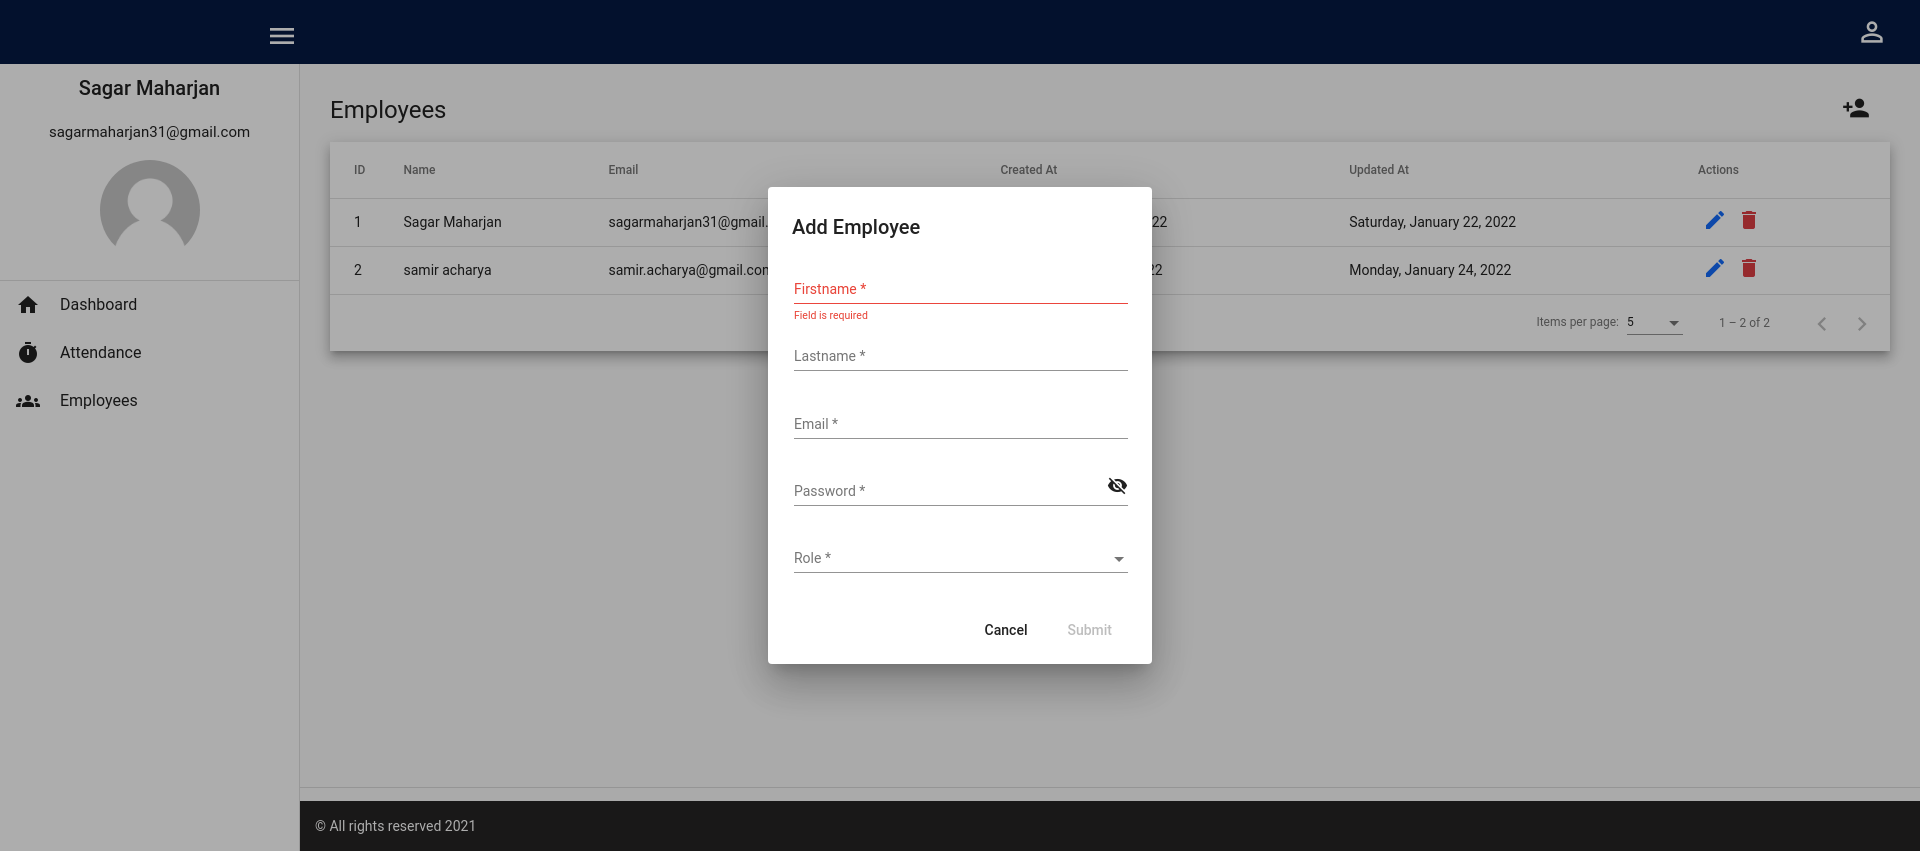 Sagar Maharjan
sagarmaharjan31@gmail.com
Dashboard
Attendance
Employees
Employees
ID Name Email Created At Updated At Actions
1 Sagar Maharjan sagarmaharjan31@gmail. 22 Saturday, January 22, 2022
2 samir acharya samir.acharya@gmail.con 22 Monday, January 24, 2022
Items per page: 5 1 – 2 of 2
Add Employee
Firstname *
Field is required
Lastname *
Email *
Password *
Role *
Cancel Submit
© All rights reserved 2021